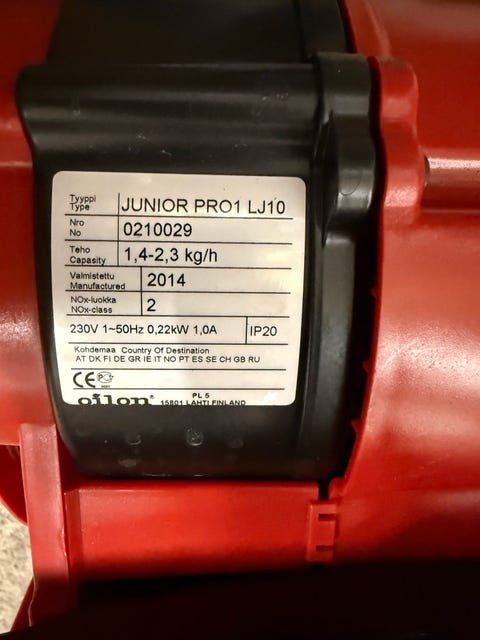 Tyyppi
Type
JUNIOR PRO1 LJ10
Nro
No
0210029
Teho
Capacity
1,4-2,3 kg/h
Valmistettu
Manufactured
2014
NOx-luokka
NOx-class
2
230V 1~50Hz 0,22kW 1,0A
IP20
Kohdemaa Country Of Destination
AT DK FI DE GR IE IT NO PT ES SE CH GB RU
CE
oilon®
PL 5
15801 LAHTI FINLAND